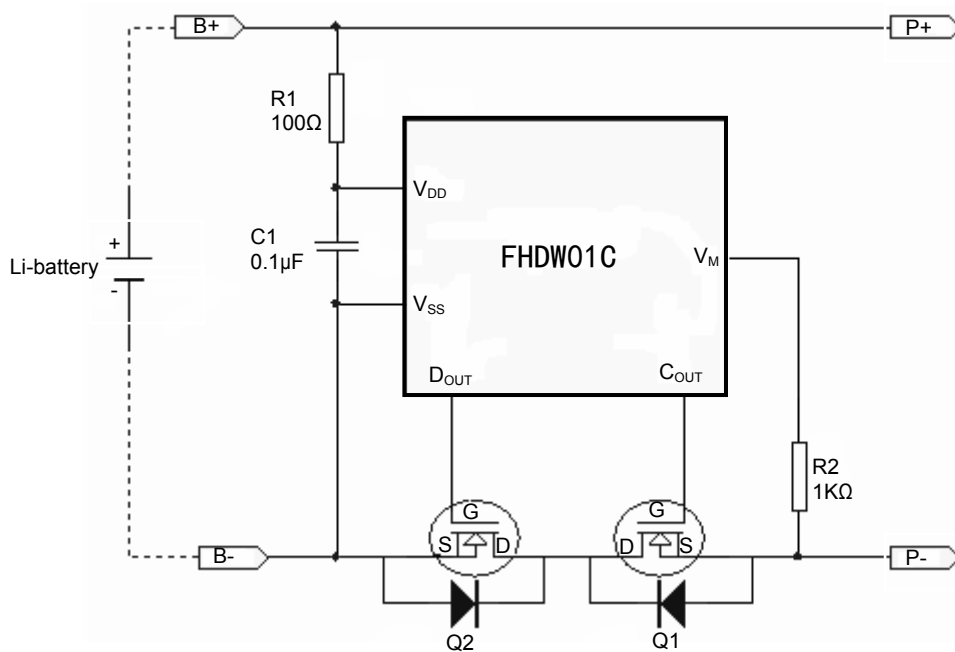 B+
P+
R1
100Ω
VDD
C1
0.1μF
+
Li-battery
-
FHDW01C
VM
VSS
DOUT
COUT
R2
1KΩ
G
G
S
D
D
S
B-
P-
Q2
Q1